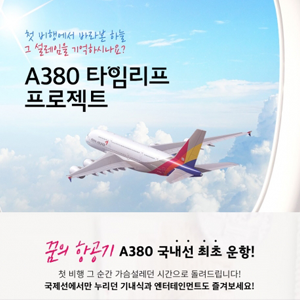 첫 비행에서 바라본 하늘
그 설레임을 기억하시나요?
A380 타임리프
프로젝트
꿈의 항공기 A380 국내선 최초 운항!
첫 비행 그 순간 가슴설레던 시간으로 돌려드립니다!
국제선에서만 누리던 기내식과 엔터테인먼트도 즐겨보세요!